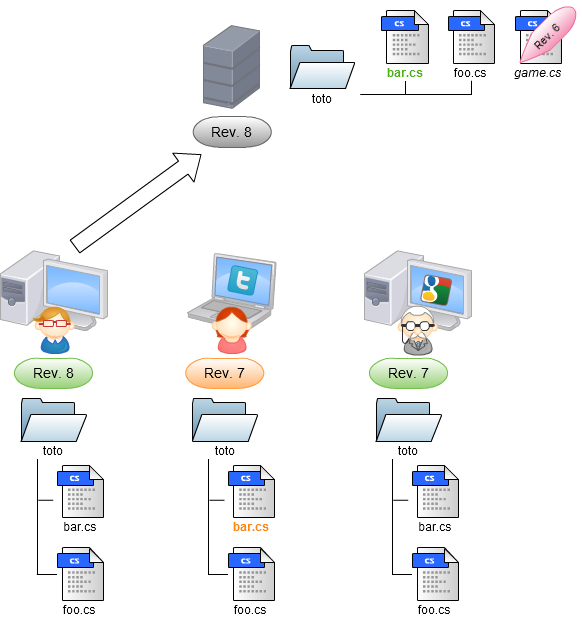 cs
cs
cs
Rev. 6
bar.cs
foo.cs
game.cs
toto
Rev. 8
Rev. 8
Rev. 7
Rev. 7
toto
toto
toto
cs
cs
cs
bar.cs
bar.cs
bar.cs
cs
cs
cs
foo.cs
foo.cs
foo.cs